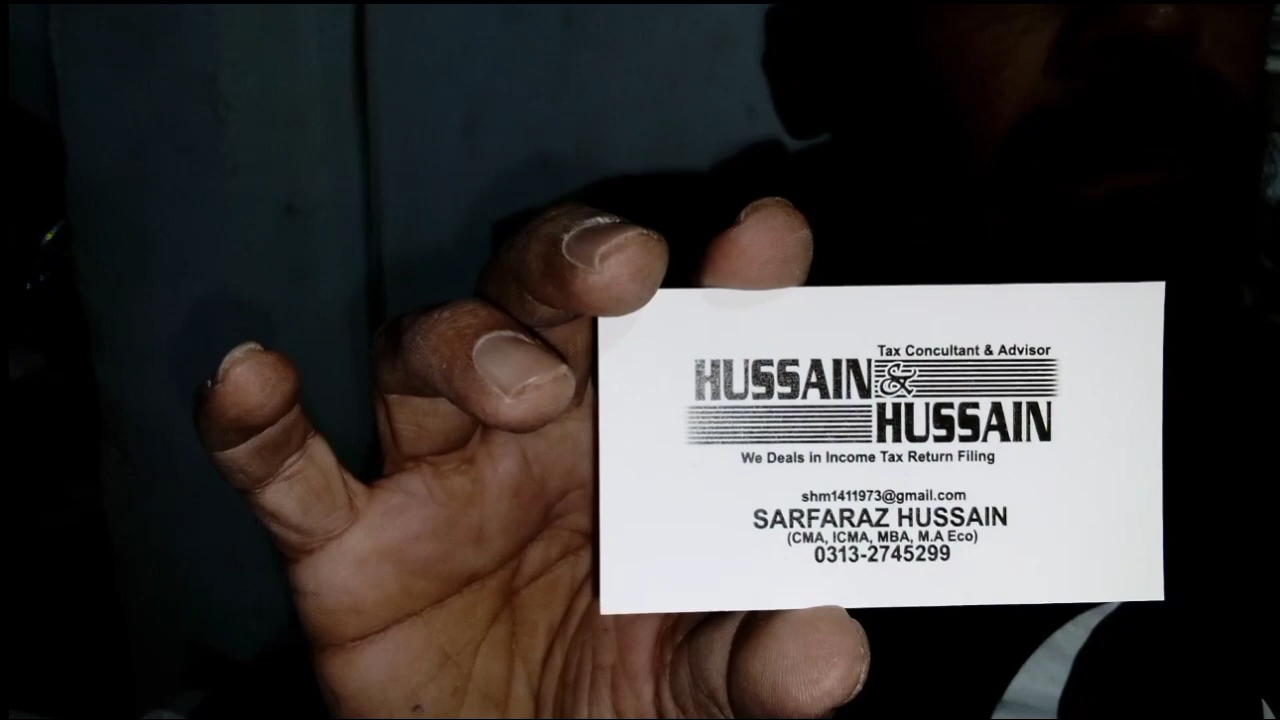 Tax Concultant & Advisor
HUSSAIN &
HUSSAIN
We Deals in Income Tax Return Filing
shm1411973@gmail.com
SARFARAZ HUSSAIN
(CMA, ICMA, MBA, M.A Eco)
0313-2745299